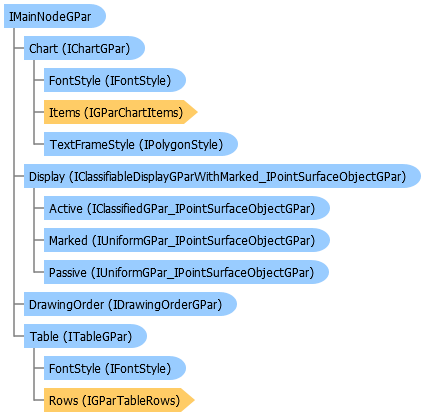 IMainNodeGPar
Chart (IChartGPar)
FontStyle (IFontStyle)
Items (IGParChartItems)
TextFrameStyle (IPolygonStyle)
Display (IClassifiableDisplayGParWithMarked_IPointSurfaceObjectGPar)
Active (IClassifiedGPar_IPointSurfaceObjectGPar)
Marked (IUniformGPar_IPointSurfaceObjectGPar)
Passive (IUniformGPar_IPointSurfaceObjectGPar)
DrawingOrder (IDrawingOrderGPar)
Table (ITableGPar)
FontStyle (IFontStyle)
Rows (IGParTableRows)